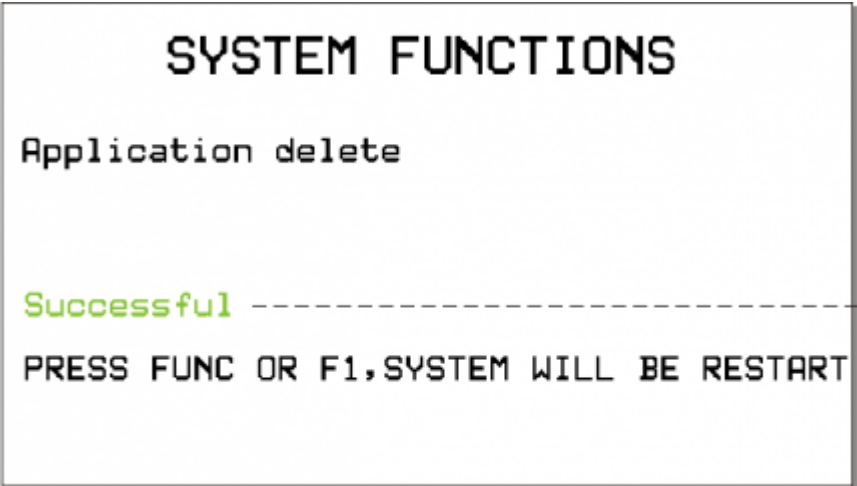 SYSTEM FUNCTIONS
Application delete
Successful
PRESS FUNC OR F1,SYSTEM WILL BE RESTART